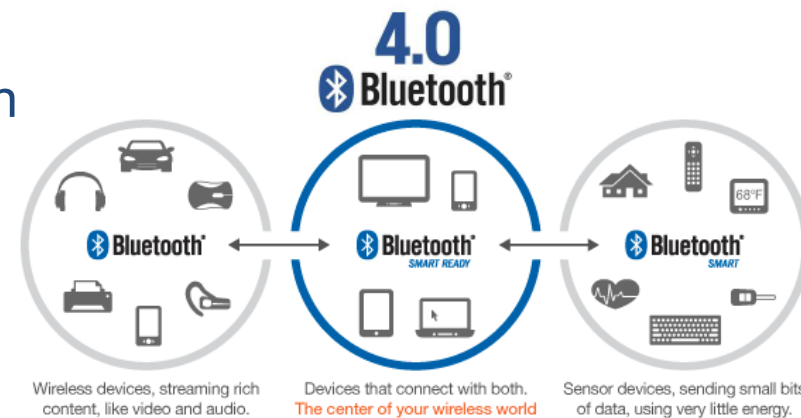 4.0
Bluetooth®
n
68°F
Bluetooth®
Bluetooth®
SMART READY
Bluetooth®
SMART
Wireless devices, streaming rich
content, like video and audio.
Devices that connect with both.
The center of your wireless world
Sensor devices, sending small bits
of data, using very little energy.